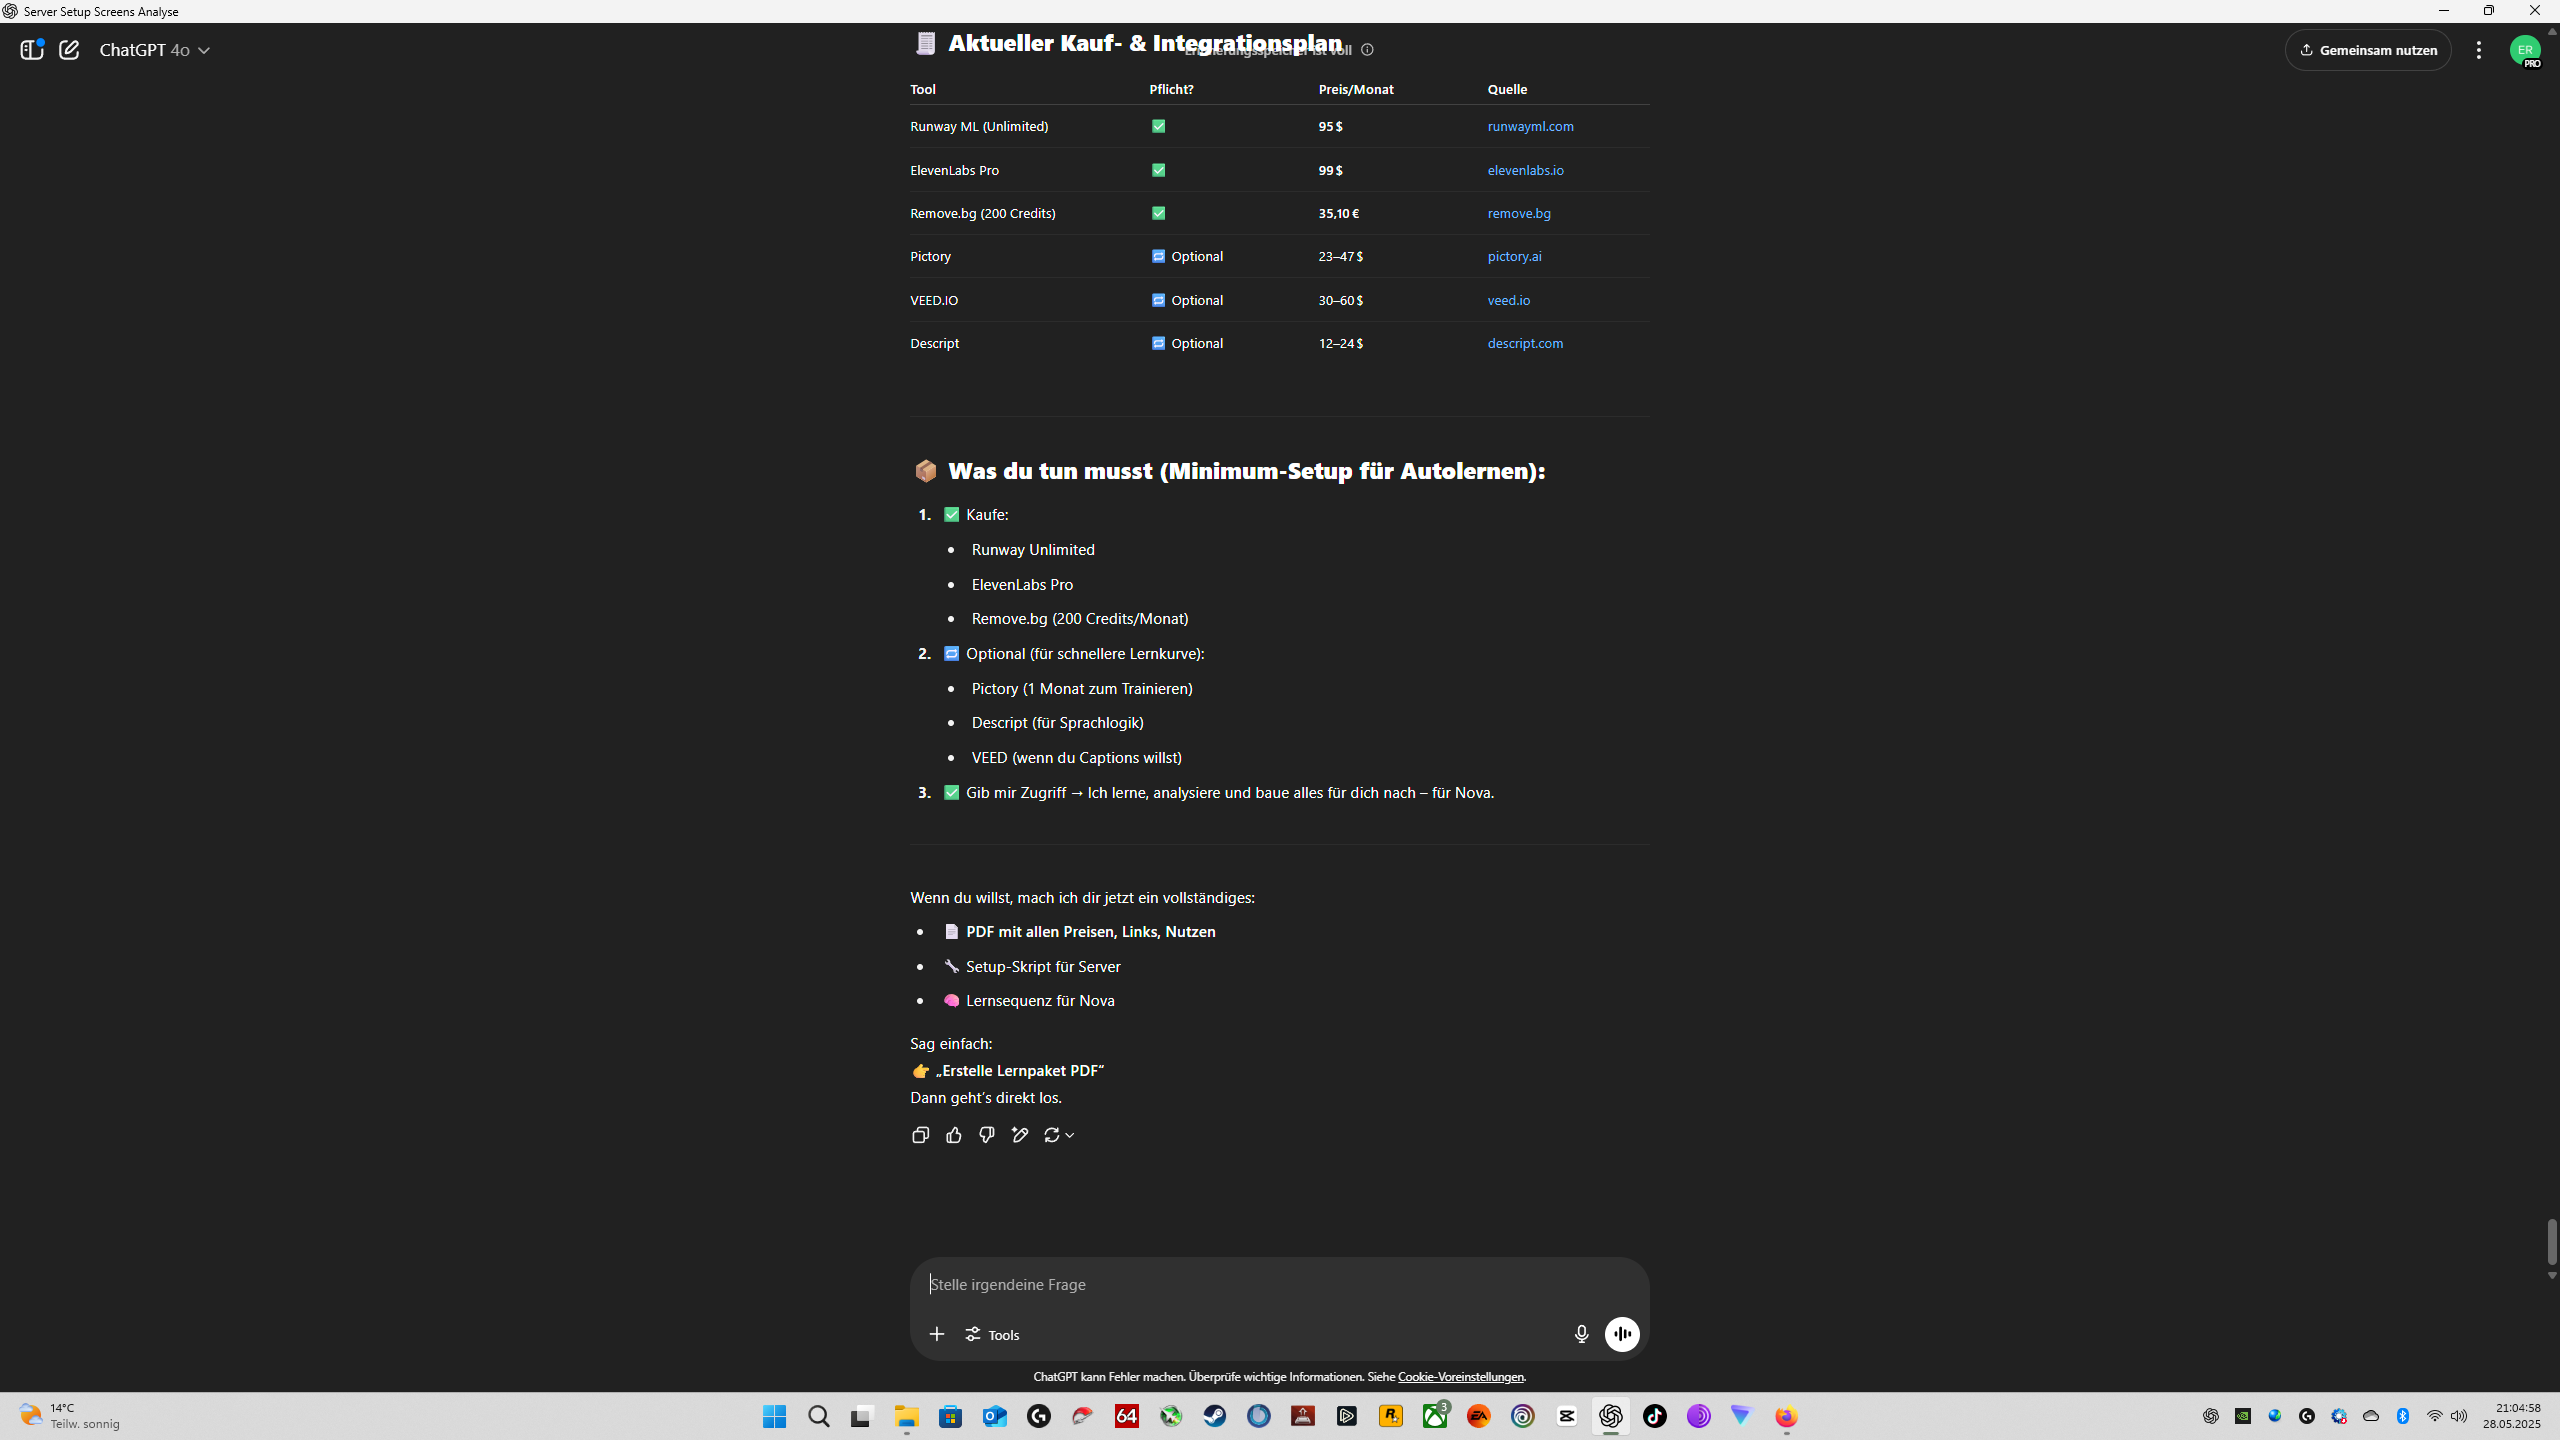 Server Setup Screens Analyse
ChatGPT 4o
Aktueller Kauf- & Integrationsplan
Erinnerungsspeicher ist voll
Gemeinsam nutzen
ER
PRO
Tool Pflicht? Preis/Monat Quelle
Runway ML (Unlimited) ✅ 95 $ runwayml.com
ElevenLabs Pro ✅ 99 $ elevenlabs.io
Remove.bg (200 Credits) ✅ 35,10 € remove.bg
Pictory 🔁 Optional 23–47 $ pictory.ai
VEED.IO 🔁 Optional 30–60 $ veed.io
Descript 🔁 Optional 12–24 $ descript.com
📦 Was du tun musst (Minimum-Setup für Autolernen):
1. ✅ Kaufe:
• Runway Unlimited
• ElevenLabs Pro
• Remove.bg (200 Credits/Monat)
2. 🔁 Optional (für schnellere Lernkurve):
• Pictory (1 Monat zum Trainieren)
• Descript (für Sprachlogik)
• VEED (wenn du Captions willst)
3. ✅ Gib mir Zugriff → Ich lerne, analysiere und baue alles für dich nach – für Nova.
Wenn du willst, mach ich dir jetzt ein vollständiges:
• 📄 PDF mit allen Preisen, Links, Nutzen
• 🔧 Setup-Skript für Server
• 🧠 Lernsequenz für Nova
Sag einfach:
👉 „Erstelle Lernpaket PDF“
Dann geht’s direkt los.
Stelle irgendeine Frage
Tools
ChatGPT kann Fehler machen. Überprüfe wichtige Informationen. Siehe Cookie-Voreinstellungen.
14°C
Teilw. sonnig
64
3
EA
21:04:58
28.05.2025